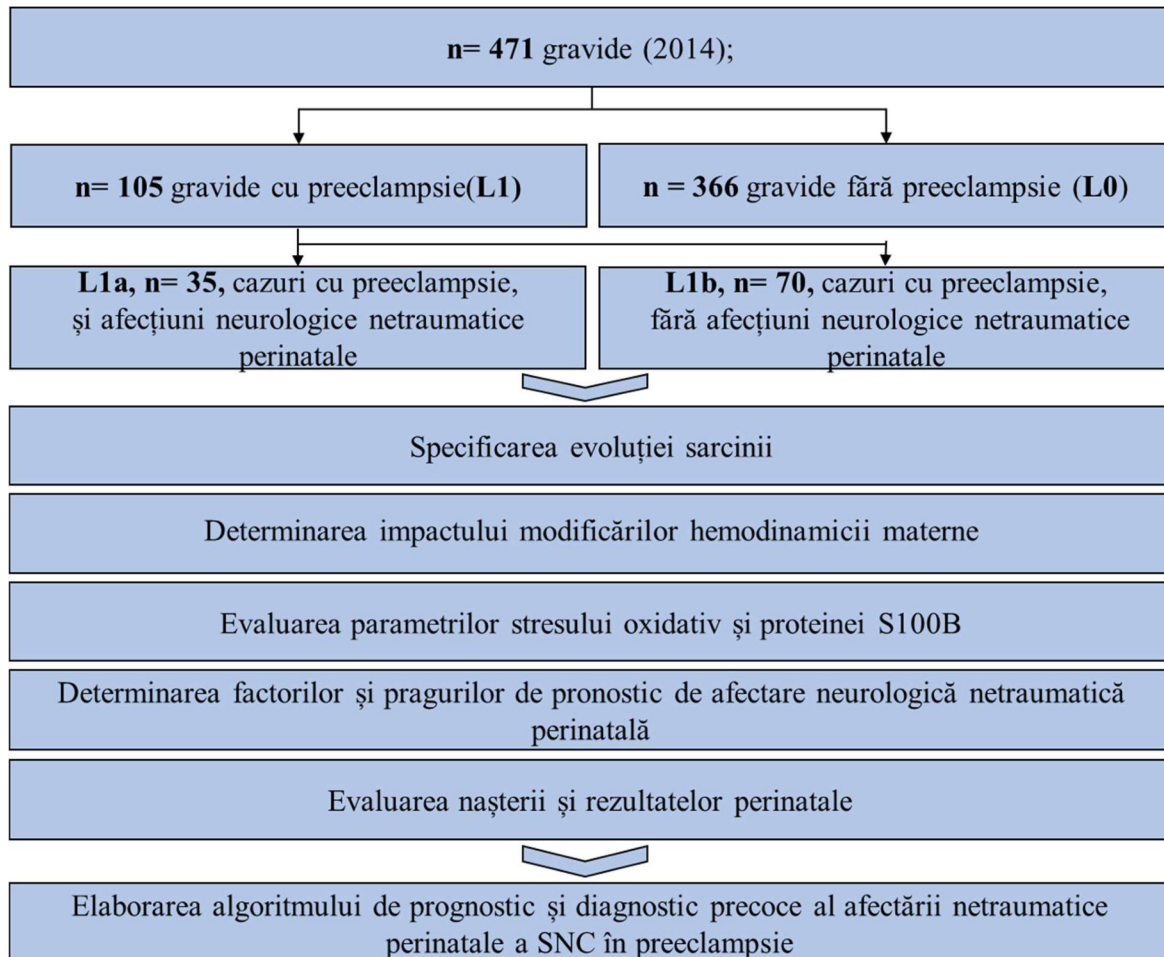 n= 471 gravide (2014);
n= 105 gravide cu preeclampsie(L1)
n = 366 gravide fără preeclampsie (L0)
L1a, n= 35, cazuri cu preeclampsie,
și afecțiuni neurologice netraumatice
perinatale
L1b, n= 70, cazuri cu preeclampsie,
fără afecțiuni neurologice netraumatice
perinatale
Specificarea evoluției sarcinii
Determinarea impactului modificărilor hemodinamicii materne
Evaluarea parametrilor stresului oxidativ și proteinei S100B
Determinarea factorilor și pragurilor de pronostic de afectare neurologică netraumatică
perinatală
Evaluarea nașterii și rezultatelor perinatale
Elaborarea algoritmului de prognostic și diagnostic precoce al afectării netraumatice
perinatale a SNC în preeclampsie